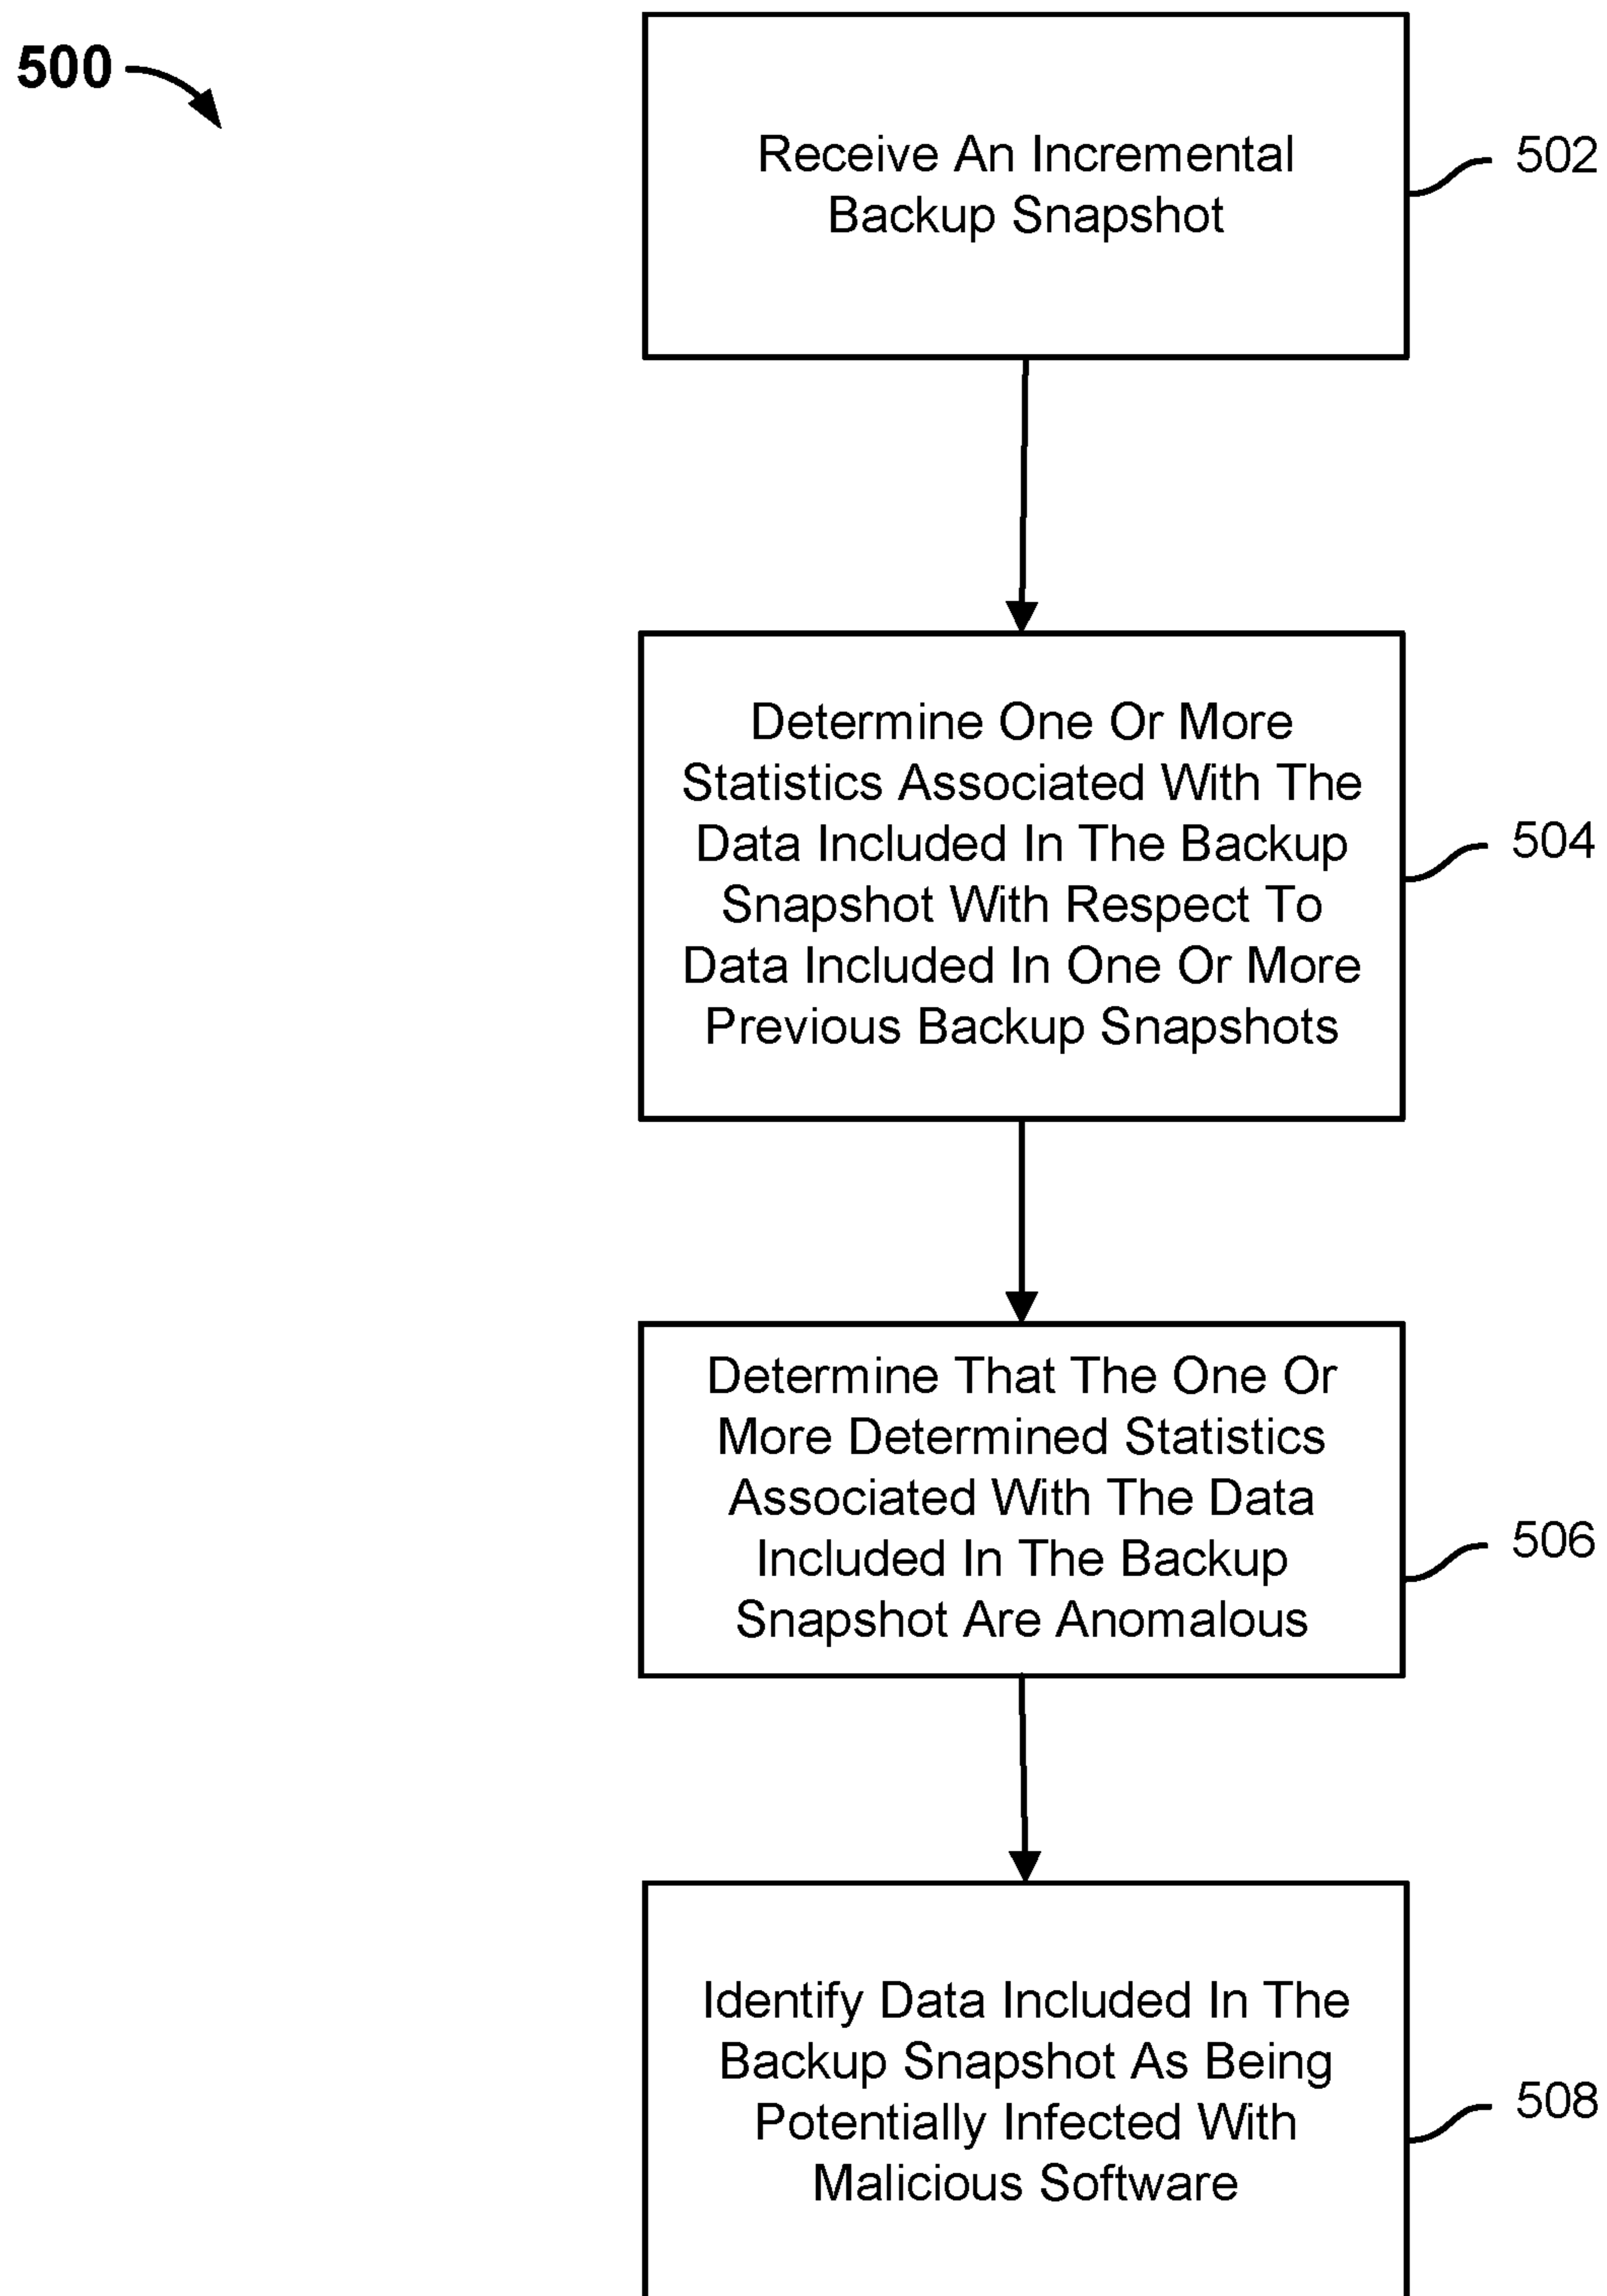 500
Receive An Incremental
Backup Snapshot
502
Determine One Or More
Statistics Associated With The
Data Included In The Backup
Snapshot With Respect To
Data Included In One Or More
Previous Backup Snapshots
504
Determine That The One Or
More Determined Statistics
Associated With The Data
Included In The Backup
Snapshot Are Anomalous
506
Identify Data Included In The
Backup Snapshot As Being
Potentially Infected With
Malicious Software
508